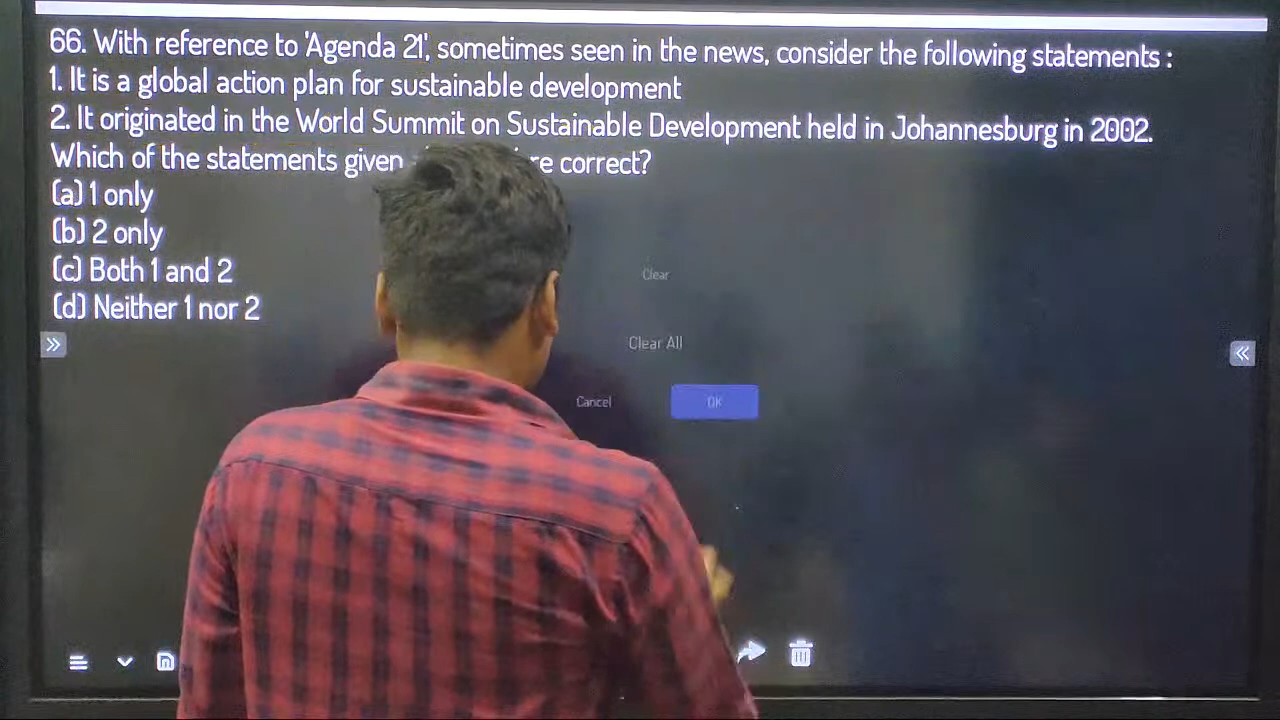 66. With reference to 'Agenda 21', sometimes seen in the news, consider the following statements :
1. It is a global action plan for sustainable development
2. It originated in the World Summit on Sustainable Development held in Johannesburg in 2002.
Which of the statements given re correct?
(a) 1 only
(b) 2 only
(c) Both 1 and 2
(d) Neither 1 nor 2
Clear
Clear All
Cancel OK